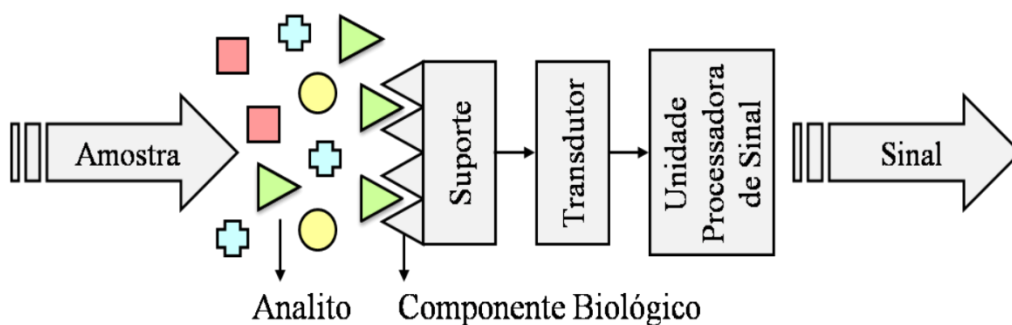 Amostra
Suporte
Transdutor
Unidade
Processadora
de Sinal
Sinal
Analito
Componente Biológico